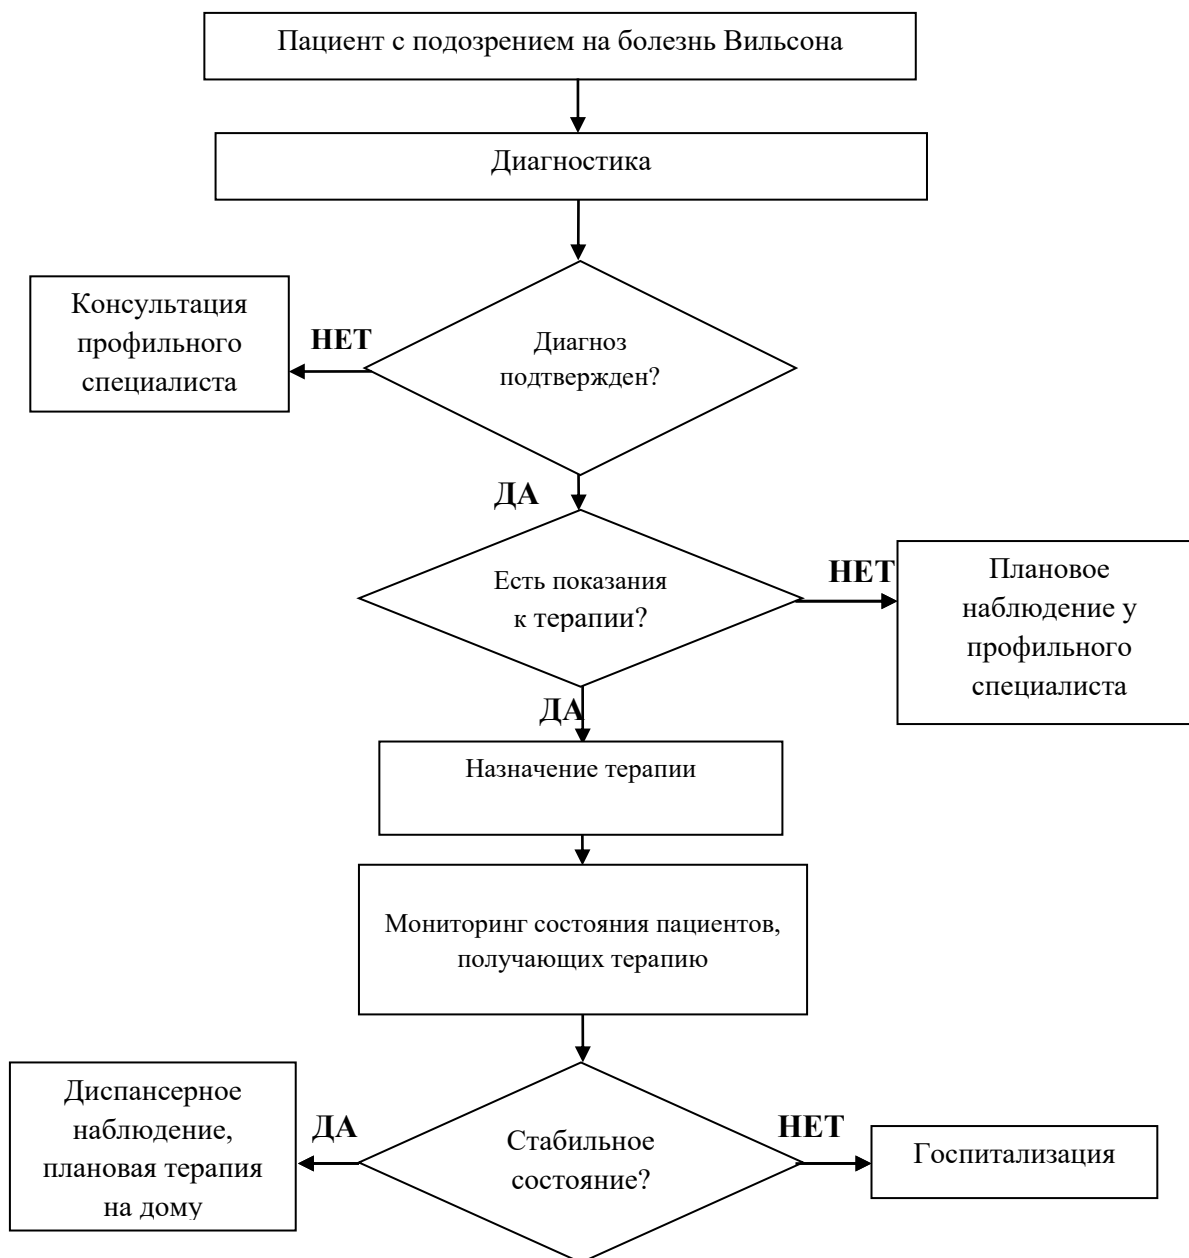 Пациент с подозрением на болезнь Вильсона
Диагностика
Консультация
профильного
специалиста
НЕТ
Диагноз
подтвержден?
ДА
Есть показания
к терапии?
НЕТ
Плановое
наблюдение у
профильного
специалиста
ДА
Назначение терапии
Мониторинг состояния пациентов,
получающих терапию
Диспансерное
наблюдение,
плановая терапия
на дому
ДА
Стабильное
состояние?
НЕТ
Госпитализация